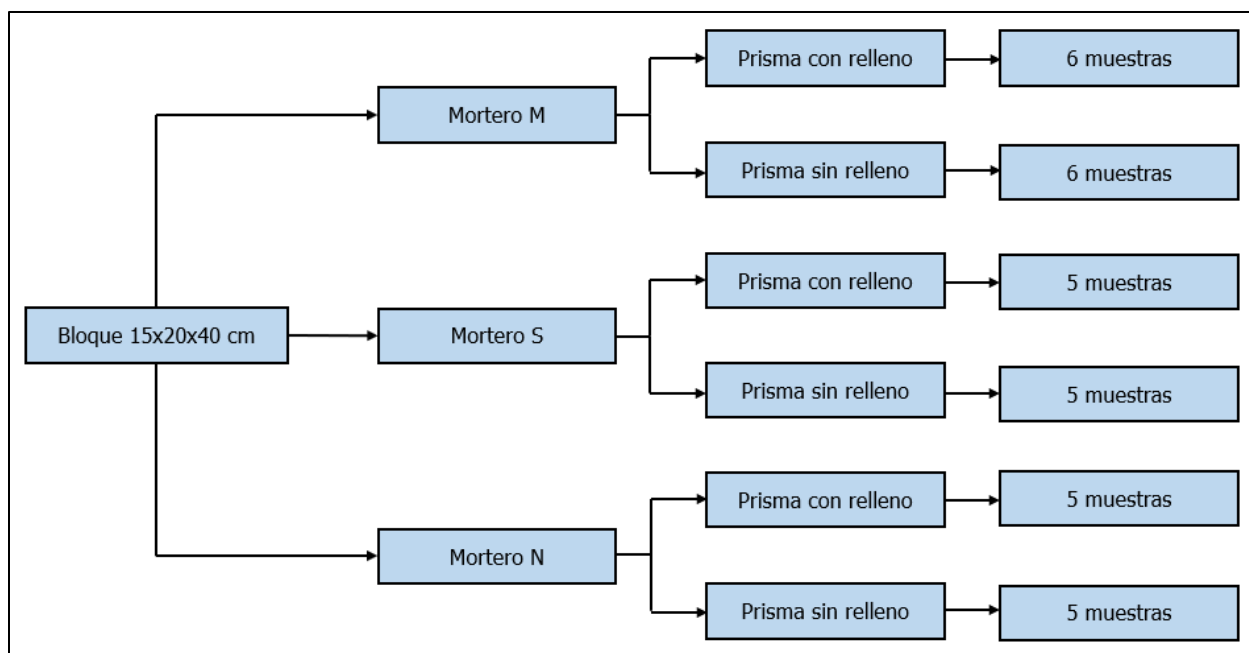 Prisma con relleno
6 muestras
Mortero M
Prisma sin relleno
6 muestras
Prisma con relleno
5 muestras
Bloque 15x20x40 cm
Mortero S
Prisma sin relleno
5 muestras
Prisma con relleno
5 muestras
Mortero N
Prisma sin relleno
5 muestras